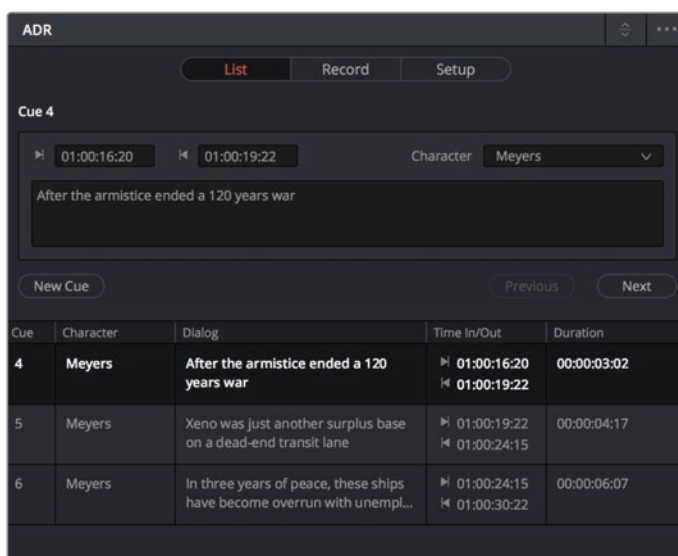 ADR
List Record Setup
Cue 4
01:00:16:20 01:00:19:22 Character Meyers
After the armistice ended a 120 years war
New Cue Previous Next
Cue Character Dialog Time In/Out Duration
4 Meyers After the armistice ended a 120 01:00:16:20 00:00:03:02
years war 01:00:19:22
5 Meyers Xeno was just another surplus base 01:00:19:22 00:00:04:17
on a dead-end transit lane 01:00:24:15
6 Meyers In three years of peace, these ships 01:00:24:15 00:00:06:07
have become overrun with unempl... 01:00:30:22